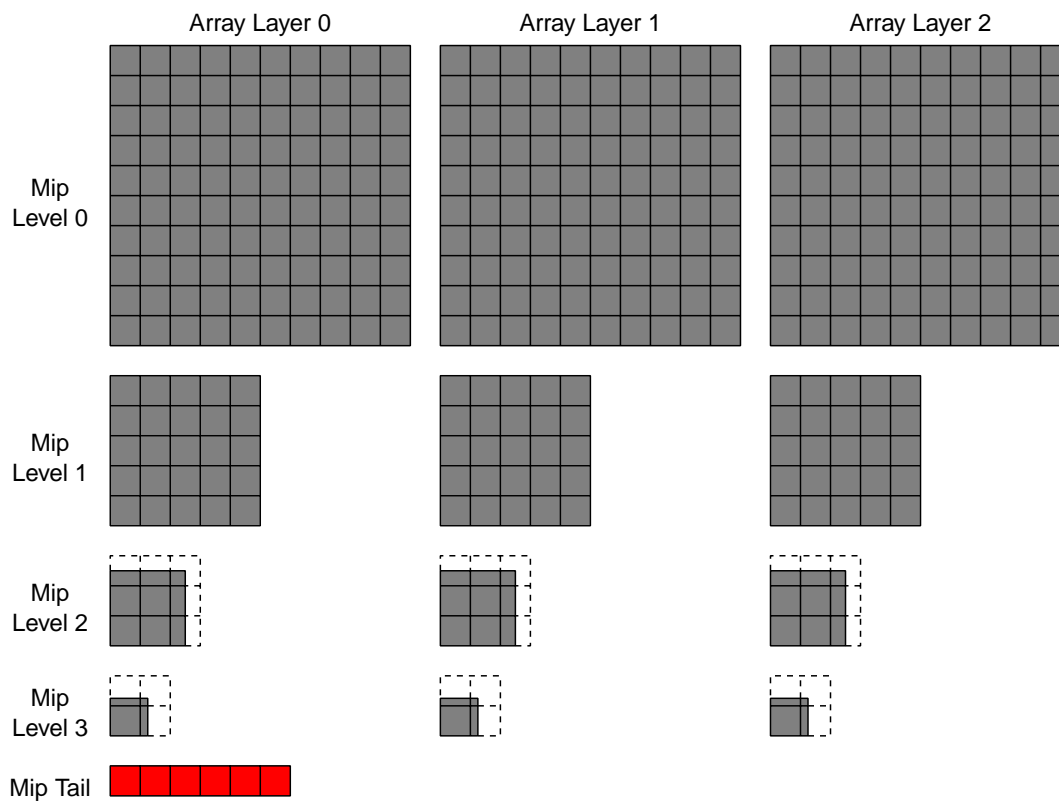 Array Layer 0
Array Layer 1
Array Layer 2
Mip
Level 0
Mip
Level 1
Mip
Level 2
Mip
Level 3
Mip Tail